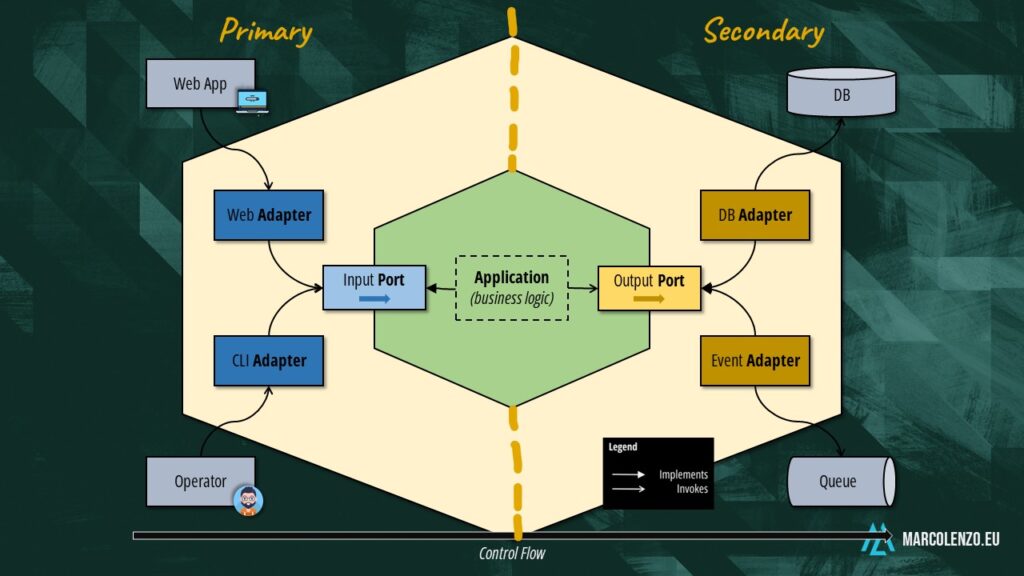 Primary
Secondary
Web App
DB
Web Adapter
DB Adapter
Input Port
Application
(business logic)
Output Port
CLI Adapter
Event Adapter
Legend
Implements
Invokes
Operator
Queue
Control Flow
MARCOLENZO.EU